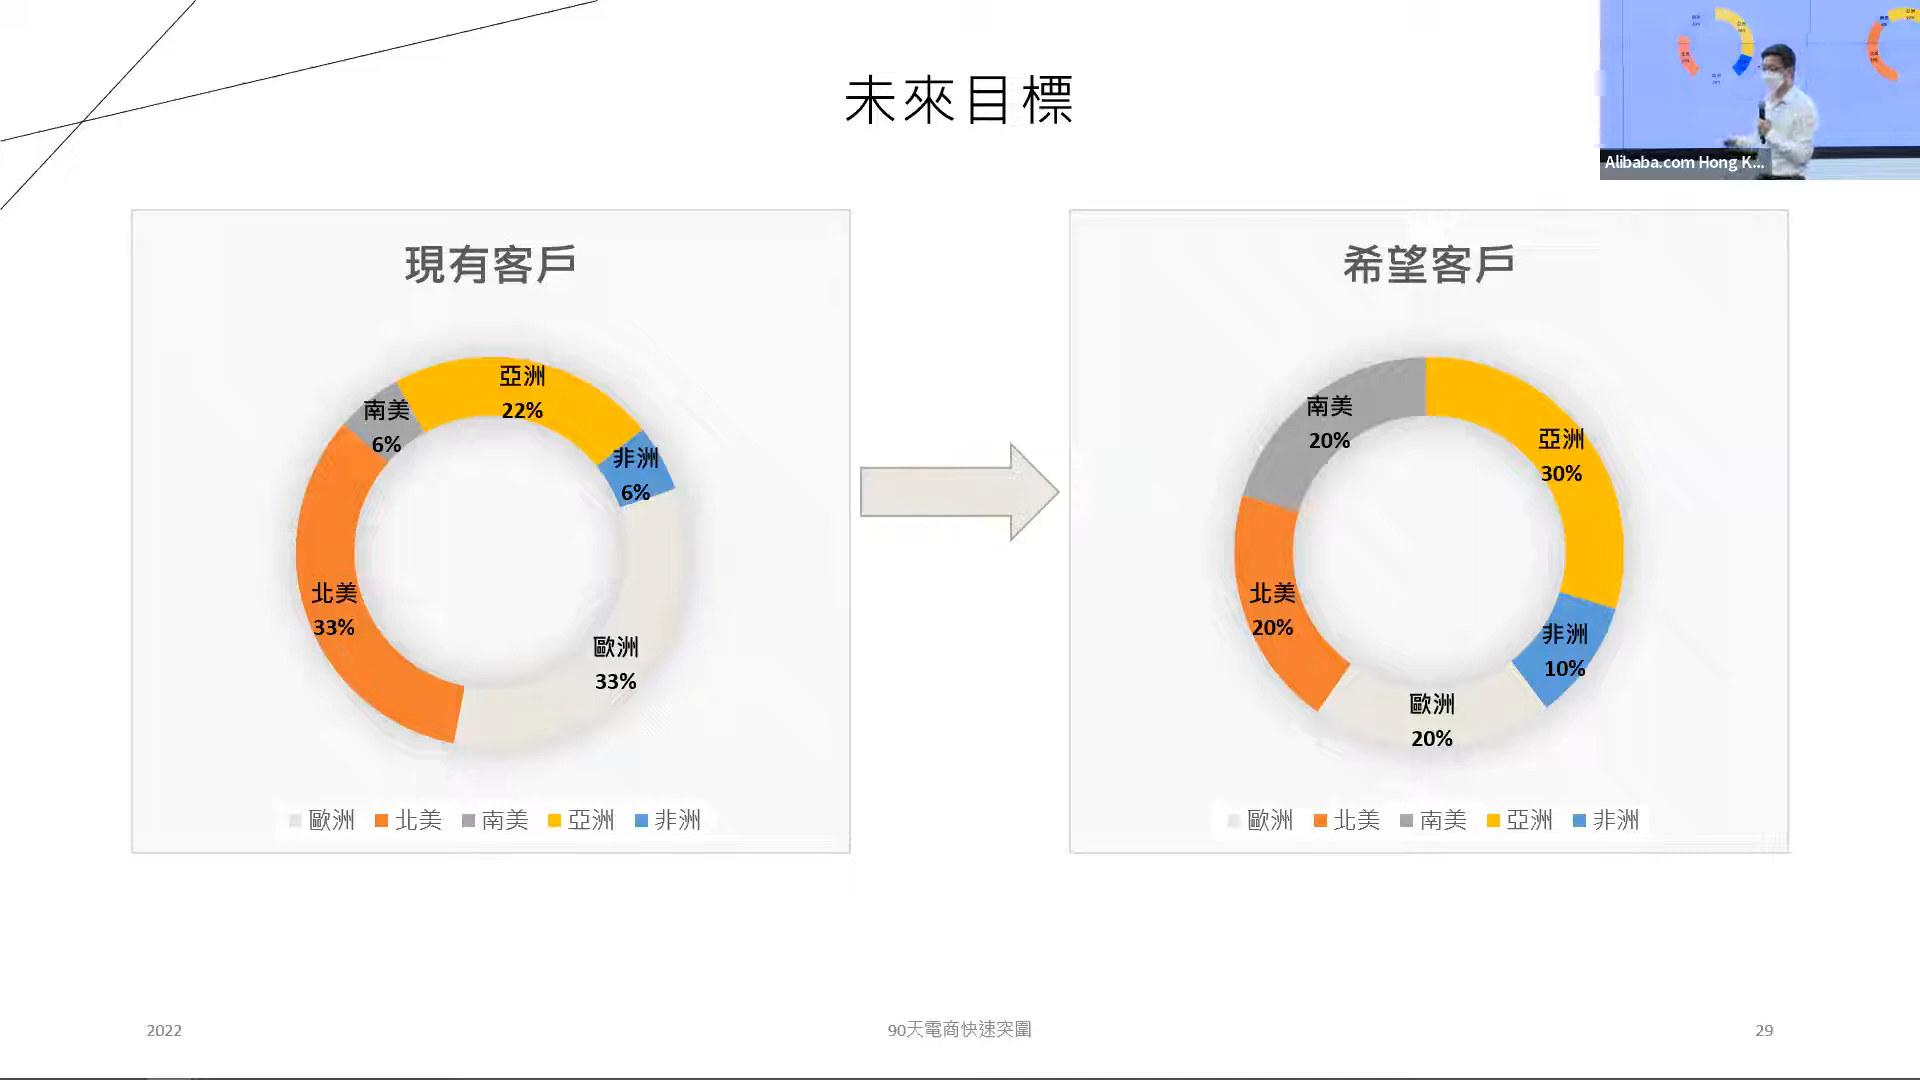 未來目標
Alibaba.com Hong K...
現有客戶
亞洲
22%
南美
6%
非洲
6%
北美
33%
歐洲
33%
歐洲 北美 南美 亞洲 非洲
希望客戶
南美
20%
亞洲
30%
北美
20%
非洲
10%
歐洲
20%
歐洲 北美 南美 亞洲 非洲
2022
90天電商快速突圍
29